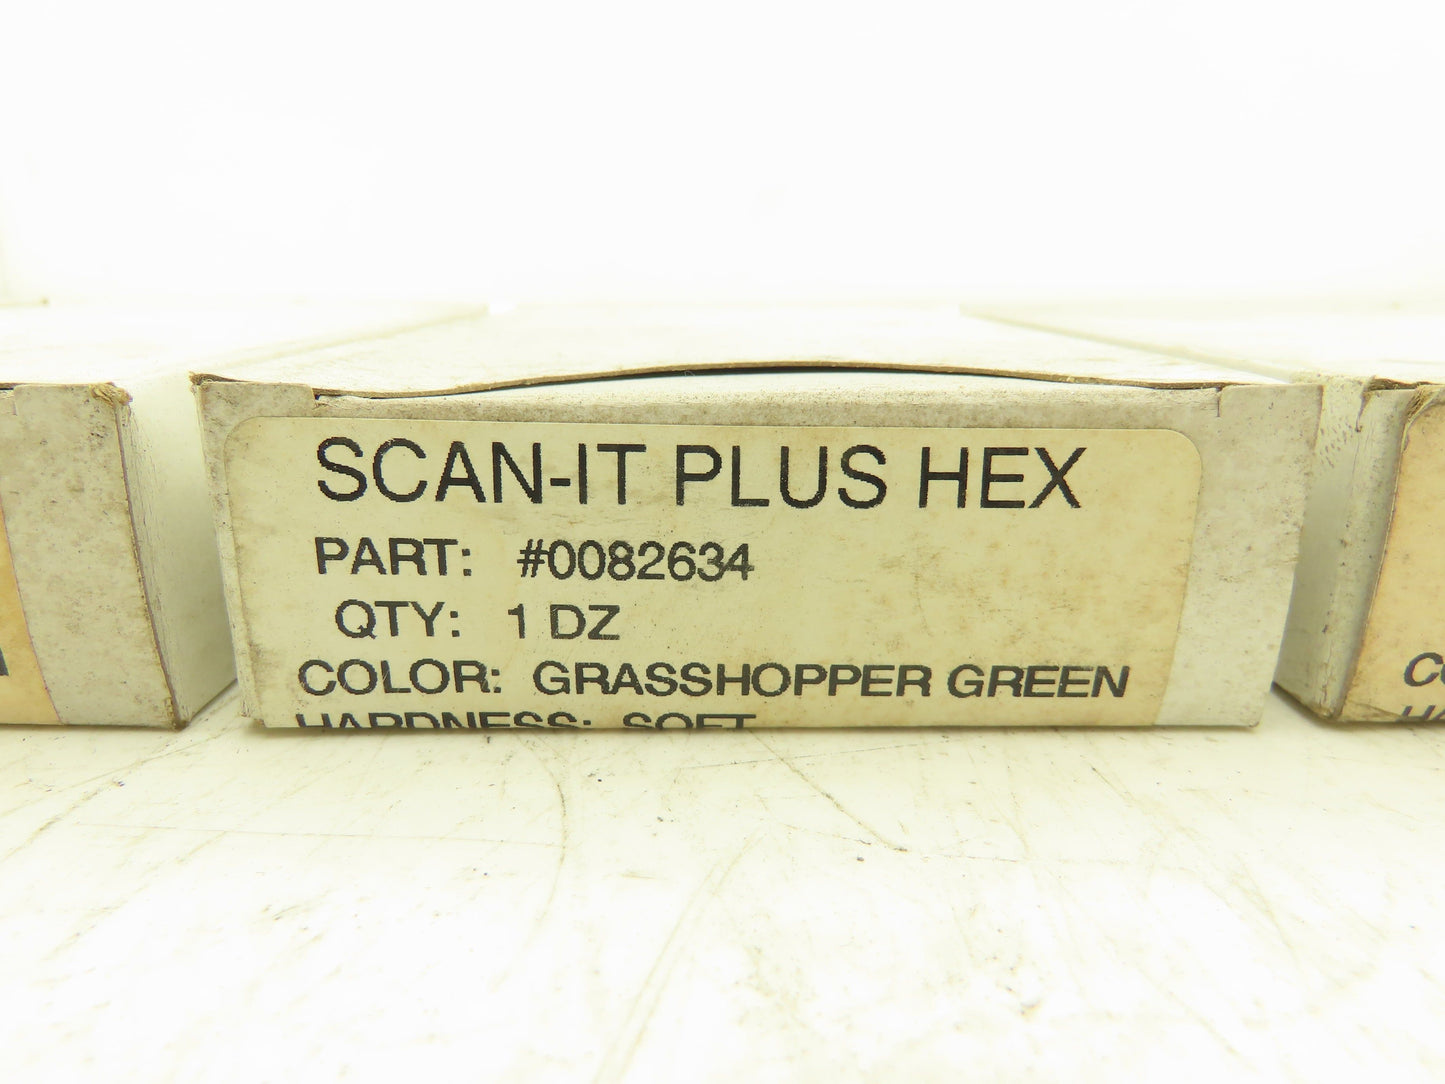 SCAN-IT PLUS HEX
PART: #0082634
QTY: 1 DZ
COLOR: GRASSHOPPER GREEN
HARDNESS: SOFT